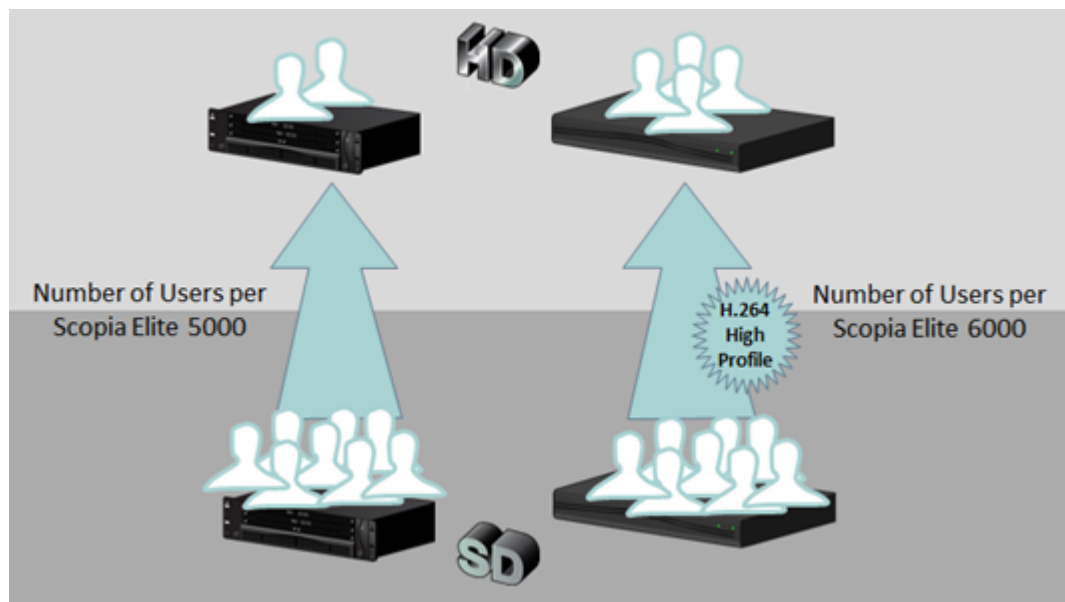 HD
Number of Users per
Scopia Elite 5000
H.264
High
Profile
Number of Users per
Scopia Elite 6000
SD